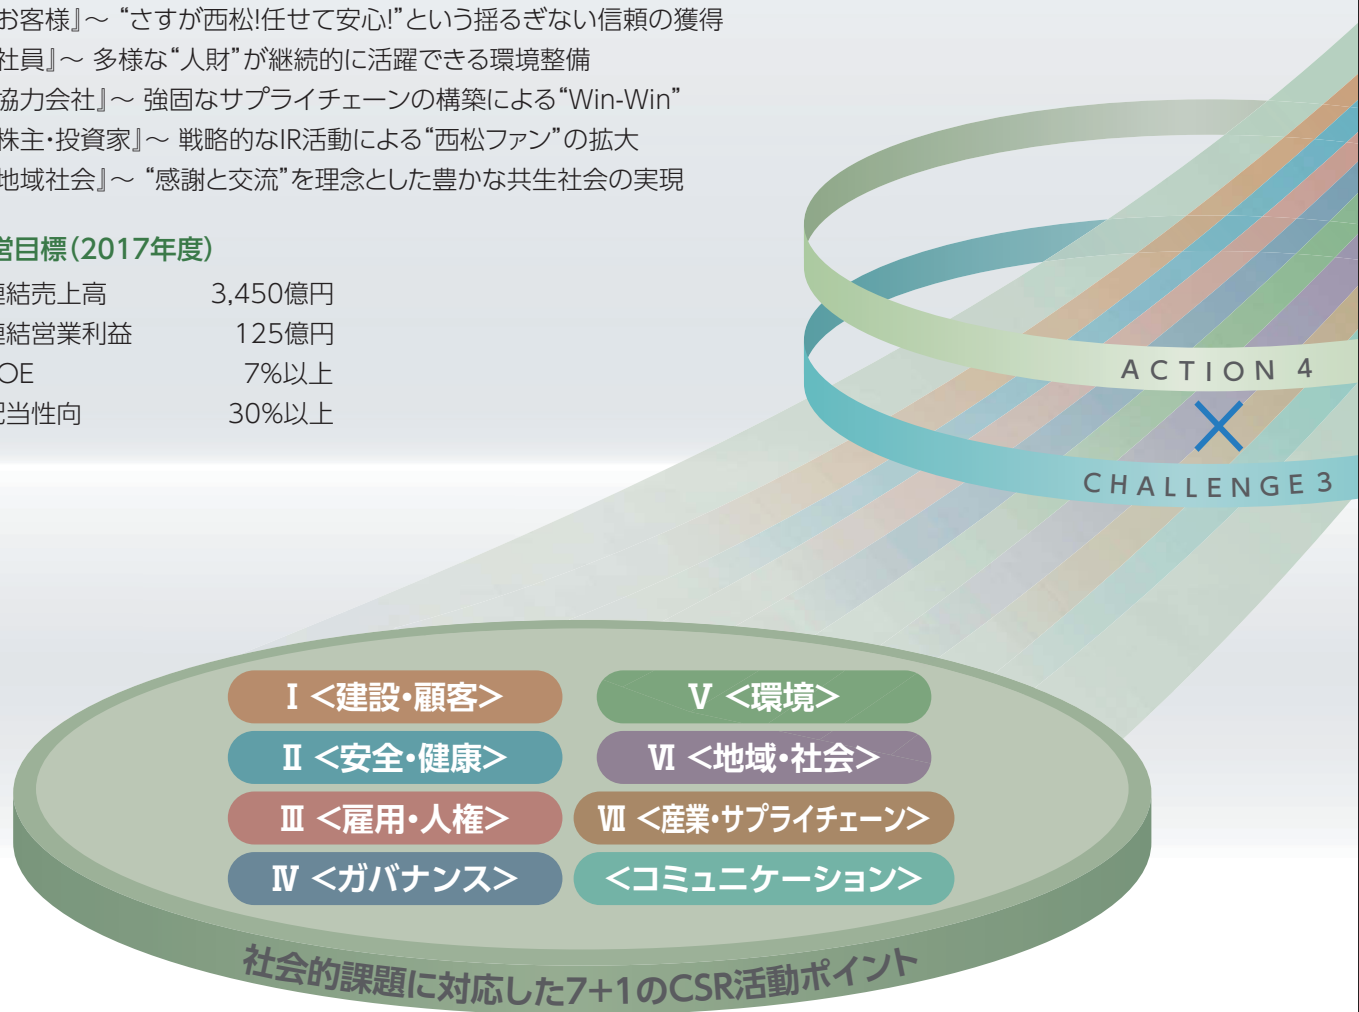 お客様』～ “さすが西松!任せて安心!”という揺るぎない信頼の獲得
社員』～ 多様な“人財”が継続的に活躍できる環境整備
協力会社』～ 強固なサプライチェーンの構築による“Win-Win”
株主・投資家』～ 戦略的なIR活動による“西松ファン”の拡大
地域社会』～ “感謝と交流”を理念とした豊かな共生社会の実現
営目標（2017年度）
連結売上高 3,450億円
連結営業利益 125億円
OE 7%以上
配当性向 30%以上
ACTION 4
×
CHALLENGE 3
Ⅰ ＜建設・顧客＞
Ⅱ ＜安全・健康＞
Ⅲ ＜雇用・人権＞
Ⅳ ＜ガバナンス＞
Ⅴ ＜環境＞
Ⅵ ＜地域・社会＞
Ⅶ ＜産業・サプライチェーン＞
＜コミュニケーション＞
社会的課題に対応した7+1のCSR活動ポイント